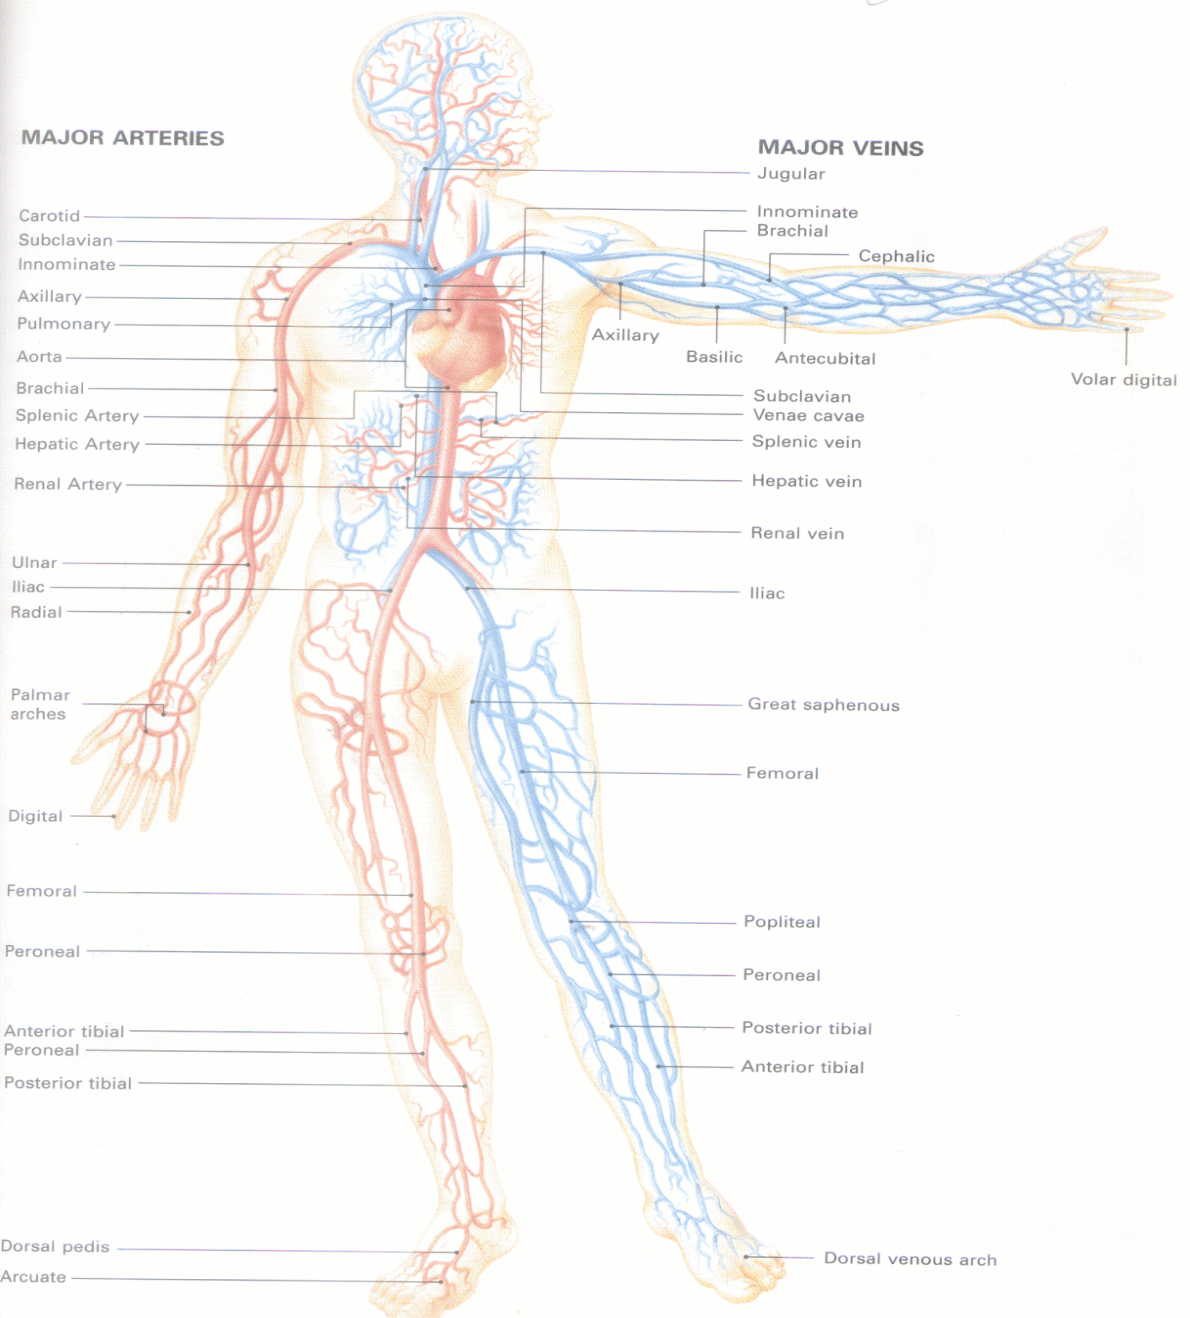 MAJOR ARTERIES
Carotid
Subclavian
Innominate
Axillary
Pulmonary
Aorta
Brachial
Splenic Artery
Hepatic Artery
Renal Artery
Ulnar
Iliac
Radial
Palmar
arches
Digital
Femoral
Peroneal
Anterior tibial
Peroneal
Posterior tibial
Dorsal pedis
Arcuate
MAJOR VEINS
Jugular
Innominate
Brachial
Cephalic
Axillary
Basilic
Antecubital
Volar digital
Subclavian
Venae cavae
Splenic vein
Hepatic vein
Renal vein
Iliac
Great saphenous
Femoral
Popliteal
Peroneal
Posterior tibial
Anterior tibial
Dorsal venous arch